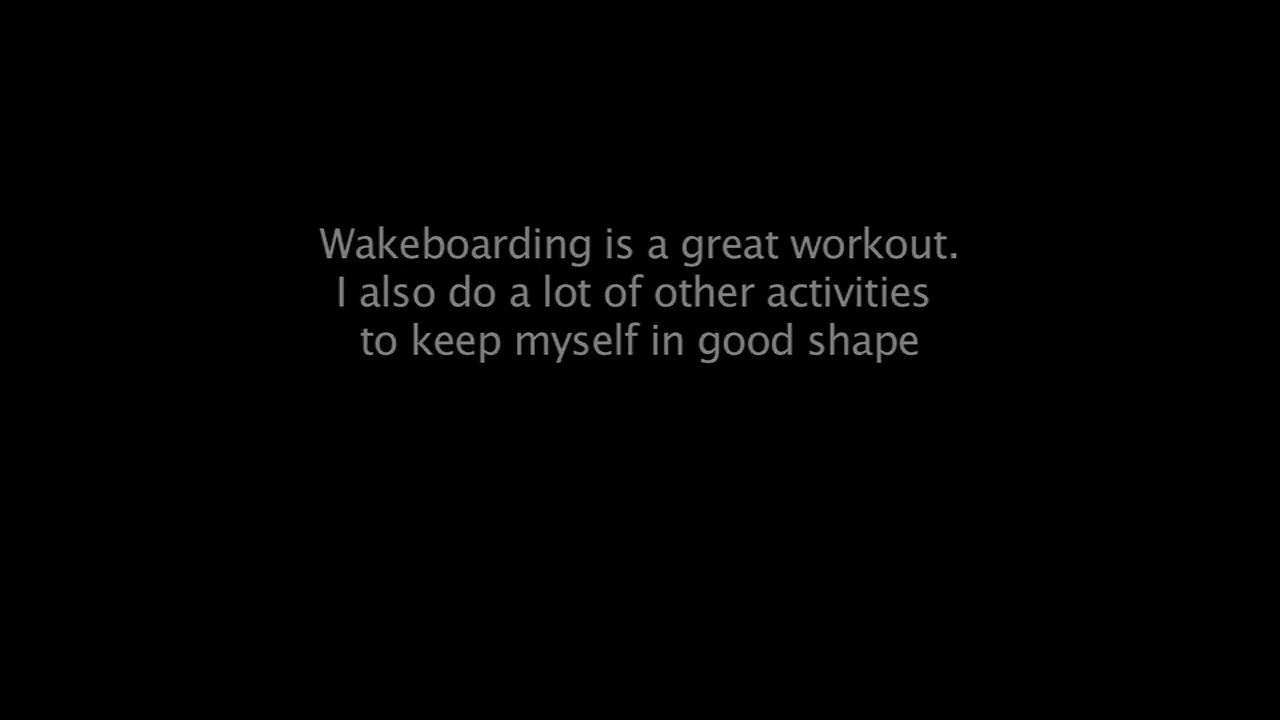 Wakeboarding is a great workout.
I also do a lot of other activities
to keep myself in good shape